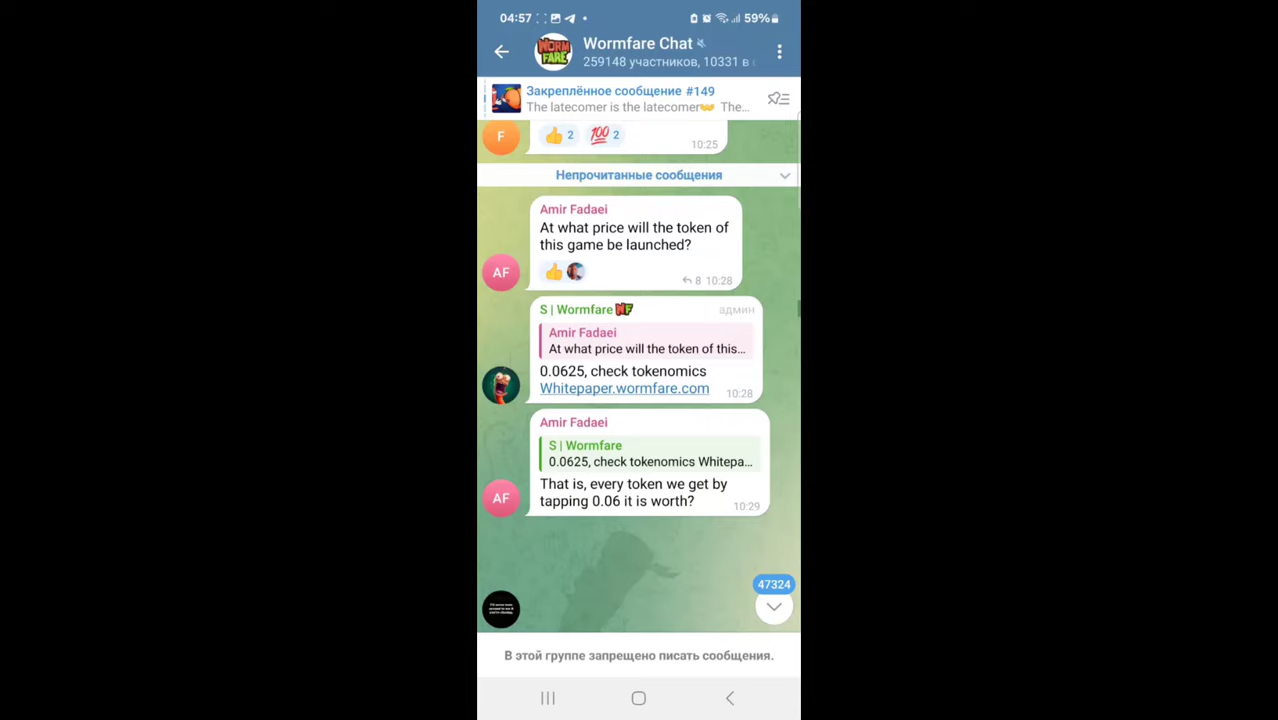 04:57
59%
WORM
FARE
Wormfare Chat
259148 участников, 10331 в
Закреплённое сообщение #149
The latecomer is the latecomer🤝 The...
F
👍 2 💯 2
10:25
Непрочитанные сообщения
Amir Fadaei
At what price will the token of
this game be launched?
AF
8 10:28
S | Wormfare WF
админ
Amir Fadaei
At what price will the token of this...
0.0625, check tokenomics
Whitepaper.wormfare.com
10:28
Amir Fadaei
S | Wormfare
0.0625, check tokenomics Whitepa...
That is, every token we get by
tapping 0.06 it is worth?
AF
10:29
47324
В этой группе запрещено писать сообщения.